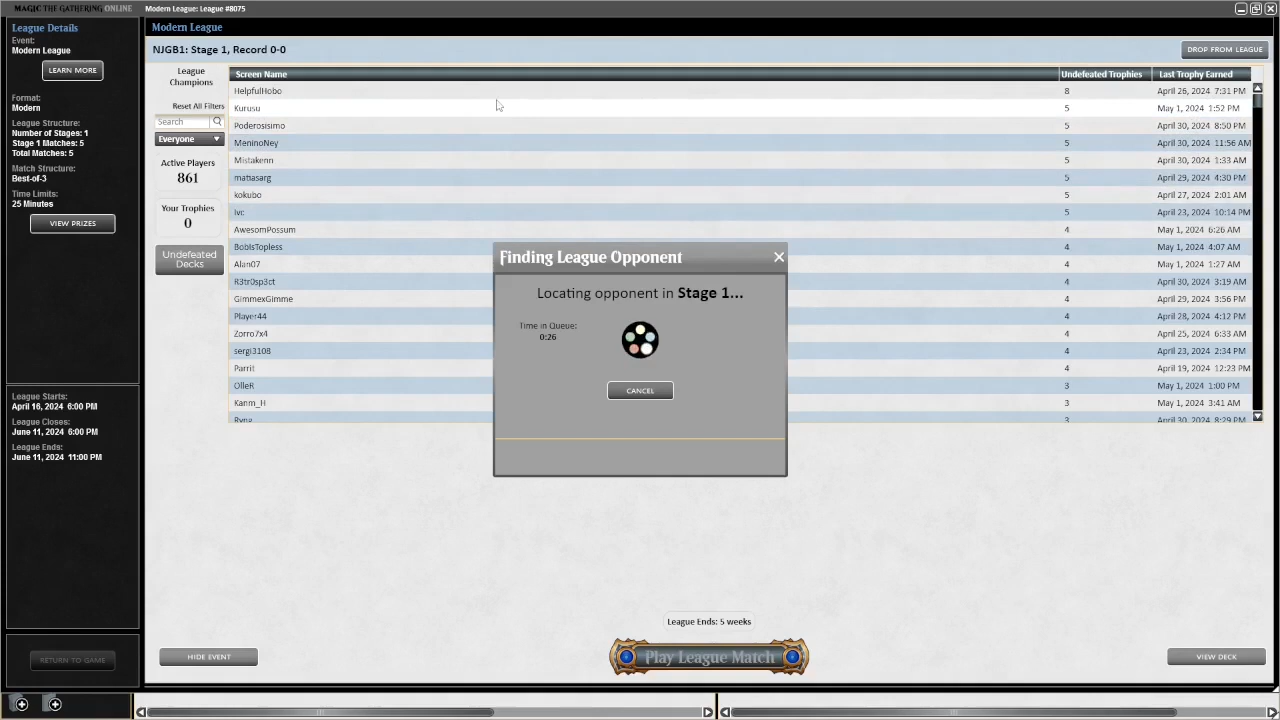 MAGIC THE GATHERING ONLINE
Modern League: League #8075
League Details
Event:
Modern League
LEARN MORE
Format:
Modern
League Structure:
Number of Stages: 1
Stage 1 Matches: 5
Total Matches: 5
Match Structure:
Best-of-3
Time Limits:
25 Minutes
VIEW PRIZES
League Starts:
April 16, 2024 6:00 PM
League Closes:
June 11, 2024 6:00 PM
League Ends:
June 11, 2024 11:00 PM
RETURN TO GAME
Modern League
NJGB1: Stage 1, Record 0-0
DROP FROM LEAGUE
League
Champions
Reset All Filters
Search
Everyone
Active Players
861
Your Trophies
0
Undefeated
Decks
Screen Name Undefeated Trophies Last Trophy Earned
HelpfulHobo 8 April 26, 2024 7:31 PM
Kurusu 5 May 1, 2024 1:52 PM
Poderosisimo 5 April 30, 2024 8:50 PM
MeninoNey 5 April 30, 2024 11:56 AM
Mistakenn 5 April 30, 2024 1:33 AM
matiasarg 5 April 29, 2024 4:30 PM
kokubo 5 April 27, 2024 2:01 AM
lvc 5 April 23, 2024 10:14 PM
AwesomPossum 4 May 1, 2024 6:26 AM
BobIsTopless 4 May 1, 2024 4:07 AM
Alan07 4 May 1, 2024 1:27 AM
R3tr0sp3ct 4 April 30, 2024 3:19 AM
GimmexGimme 4 April 29, 2024 3:56 PM
Player44 4 April 28, 2024 4:12 PM
Zorro7x4 4 April 25, 2024 6:33 AM
sergi3108 4 April 23, 2024 2:34 PM
Parrit 4 April 19, 2024 12:23 PM
OlleR 3 May 1, 2024 1:00 PM
Kanm_H 3 May 1, 2024 3:41 AM
Ryng 3 April 30, 2024 8:29 PM
Finding League Opponent
Locating opponent in Stage 1...
Time in Queue:
0:26
CANCEL
League Ends: 5 weeks
HIDE EVENT
Play League Match
VIEW DECK